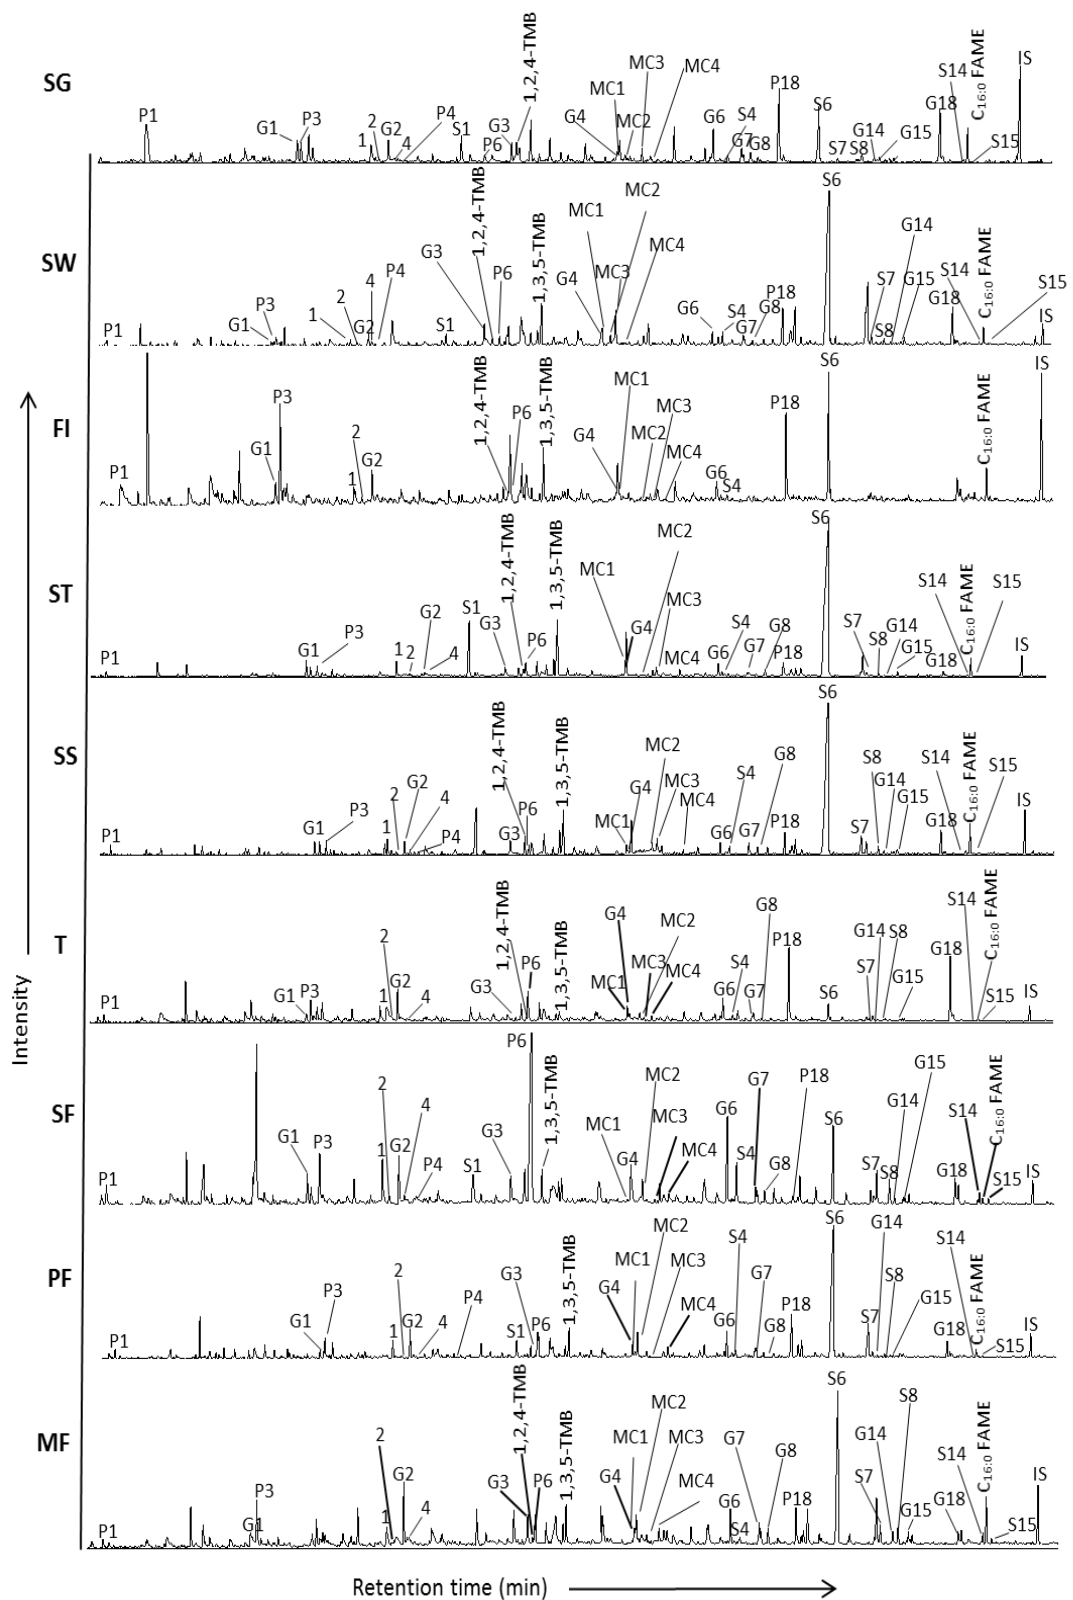 SG
P1
G1
P3
1
2
G2
4
P4
S1
P6
G3
1,2,4-TMB
G4
MC1
MC2
MC3
MC4
G6
S4
G7
G8
P18
S6
S7
S8
G14
G15
G18
S14
C16:0 FAME
S15
IS
SW
P1
G1
P3
1
2
G2
4
P4
G3
S1
1,2,4-TMB
P6
1,3,5-TMB
G4
MC1
MC3
MC2
MC4
G6
S4
G7
G8
P18
S6
S7
S8
G14
G15
G18
S14
C16:0 FAME
S15
IS
FI
P1
G1
P3
1
2
G2
1,2,4-TMB
P6
1,3,5-TMB
G4
MC1
MC2
MC3
MC4
G6
S4
P18
S6
C16:0 FAME
IS
ST
P1
G1
P3
1
2
G2
4
S1
G3
1,2,4-TMB
P6
1,3,5-TMB
MC1
G4
MC2
MC3
MC4
G6
S4
G7
G8
P18
S6
S7
S8
G14
G15
G18
S14
C16:0 FAME
S15
IS
SS
P1
G1
P3
1
2
G2
4
P4
1,2,4-TMB
G3
P6
1,3,5-TMB
MC1
G4
MC2
MC3
MC4
G6
S4
G7
G8
P18
S6
S7
S8
G14
G15
G18
S14
C16:0 FAME
S15
IS
T
P1
G1
P3
1
2
G2
4
G3
1,2,4-TMB
P6
1,3,5-TMB
MC1
G4
MC3
MC2
MC4
G6
S4
G7
G8
P18
S6
S7
G14
S8
G15
G18
S14
C16:0 FAME
S15
IS
SF
P1
G1
P3
1
2
G2
4
P4
S1
G3
P6
1,3,5-TMB
MC1
G4
MC2
MC3
MC4
G6
S4
G7
G8
P18
S6
S7
S8
G14
G15
G18
S14
C16:0 FAME
S15
IS
PF
P1
G1
P3
1
2
G2
4
P4
G3
S1
P6
1,3,5-TMB
G4
MC1
MC2
MC3
MC4
G6
S4
G7
G8
P18
S6
S7
G14
S8
G15
G18
S14
C16:0 FAME
S15
IS
MF
P1
G1
P3
1
2
G2
4
G3
1,2,4-TMB
P6
1,3,5-TMB
G4
MC1
MC2
MC3
MC4
G6
S4
G7
G8
P18
S6
S7
G14
S8
G15
G18
S14
C16:0 FAME
S15
IS
Intensity
Retention time (min)